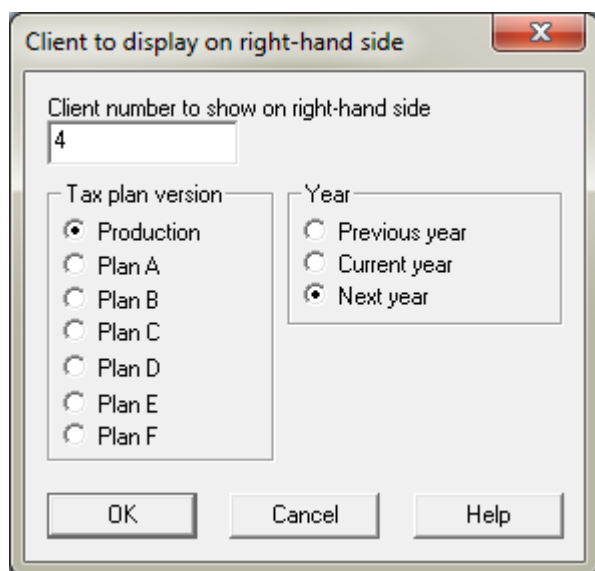 Client to display on right-hand side
Client number to show on right-hand side
4
Tax plan version
Production
Plan A
Plan B
Plan C
Plan D
Plan E
Plan F
Year
Previous year
Current year
Next year
OK Cancel Help